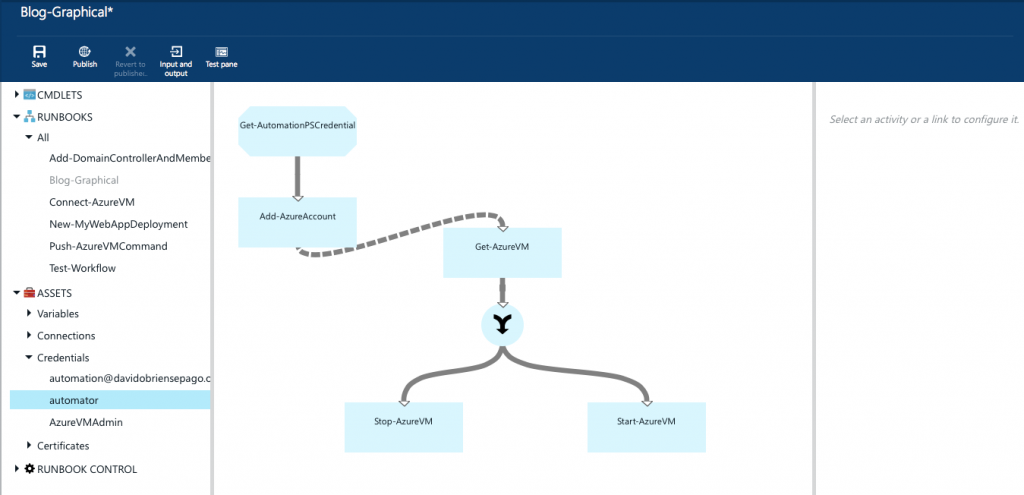 Blog-Graphical*
Save
Publish
Revert to
publishe..
Input and
output
Test pane
CMDLETS
RUNBOOKS
All
Add-DomainControllerAndMembe
Blog-Graphical
Connect-AzureVM
New-MyWebAppDeployment
Push-AzureVMCommand
Test-Workflow
ASSETS
Variables
Connections
Credentials
automation@davidobriensepago.c
automator
AzureVMAdmin
Certificates
RUNBOOK CONTROL
Get-AutomationPSCredential
Add-AzureAccount
Get-AzureVM
Stop-AzureVM
Start-AzureVM
Select an activity or a link to configure it.